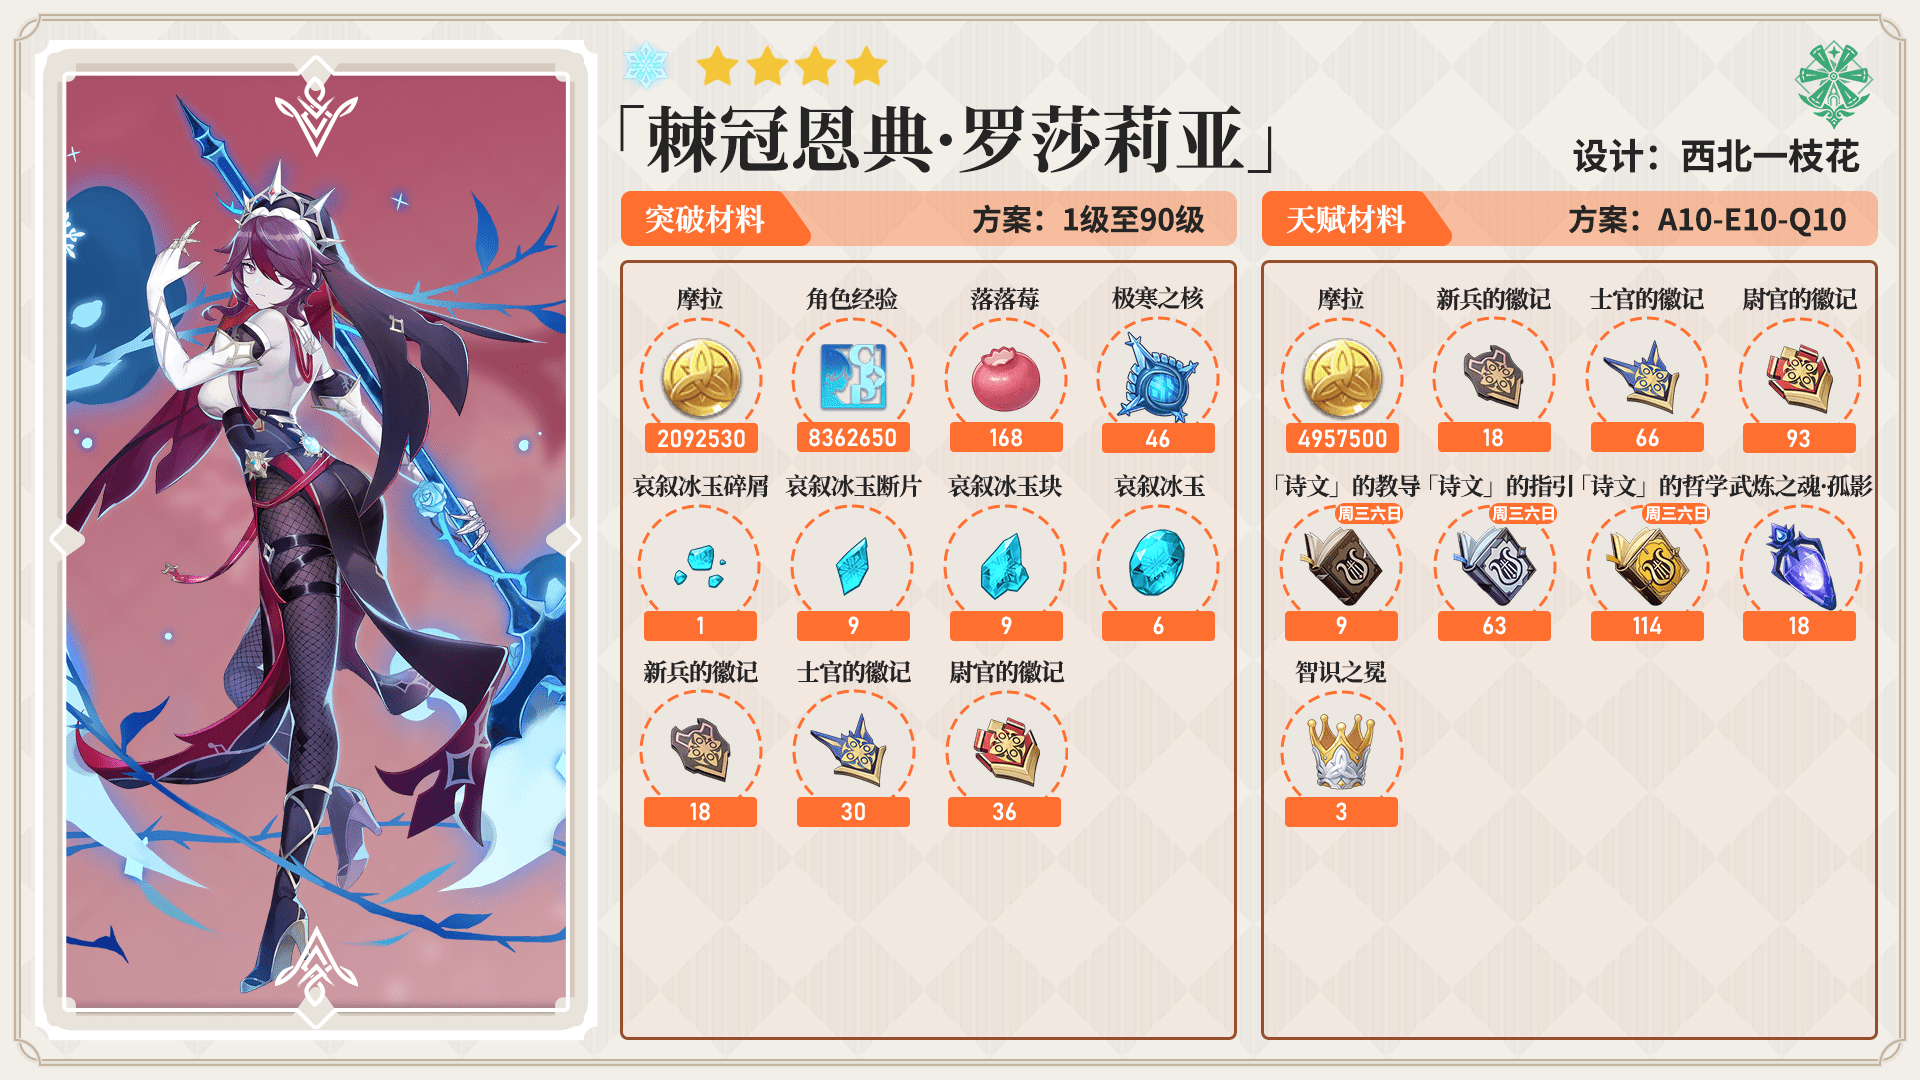 「棘冠恩典·罗莎莉亚」
设计：西北一枝花
突破材料 方案：1级至90级
天赋材料 方案：A10-E10-Q10
摩拉 角色经验 落落莓 极寒之核
2092530 8362650 168 46
哀叙冰玉碎屑 哀叙冰玉断片 哀叙冰玉块 哀叙冰玉
1 9 9 6
新兵的徽记 士官的徽记 尉官的徽记
18 30 36
摩拉 新兵的徽记 士官的徽记 尉官的徽记
4957500 18 66 93
「诗文」的教导 「诗文」的指引 「诗文」的哲学 武炼之魂·孤影
周三六日 周三六日 周三六日
9 63 114 18
智识之冕
3